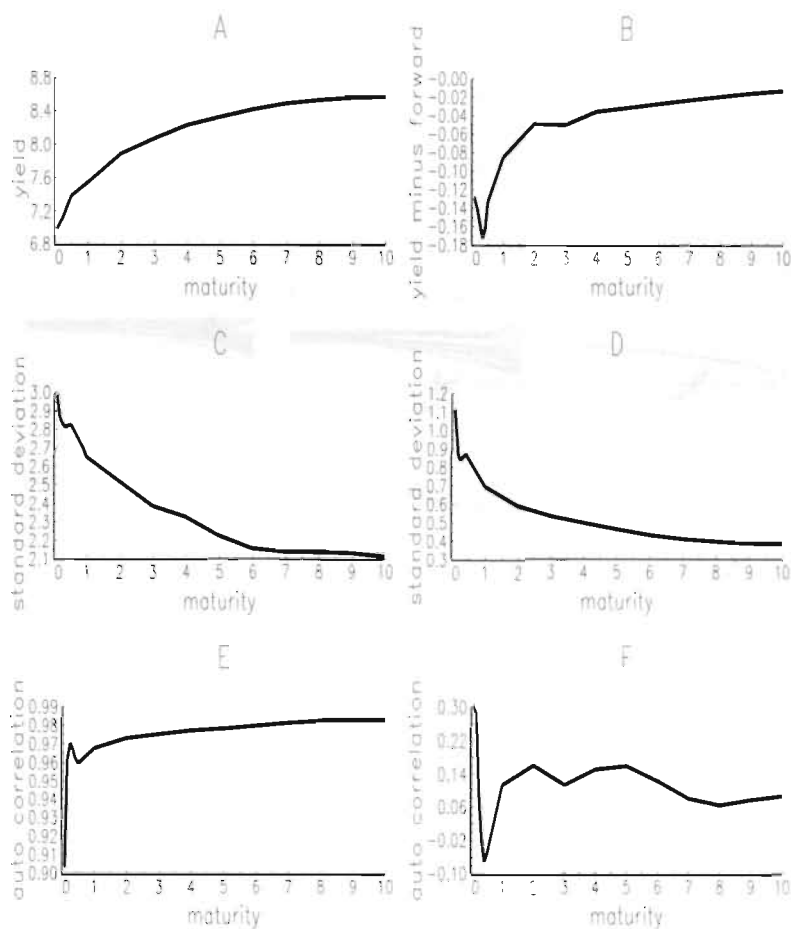 A
yield
8.8
8.4
8.0
7.6
7.2
6.8
0 1 2 3 4 5 6 7 8 9 10
maturity
B
yield minus forward
-0.00
-0.02
-0.04
-0.06
-0.08
-0.10
-0.12
-0.14
-0.16
-0.18
0 1 2 3 4 5 6 7 8 9 10
maturity
C
standard deviation
3.0
2.9
2.8
2.7
2.6
2.5
2.4
2.3
2.2
2.1
0 1 2 3 4 5 6 7 8 9 10
maturity
D
standard deviation
1.2
1.1
1.0
0.9
0.8
0.7
0.6
0.5
0.4
0.3
0 1 2 3 4 5 6 7 8 9 10
maturity
E
auto correlation
0.99
0.98
0.97
0.96
0.95
0.94
0.93
0.92
0.91
0.90
0 1 2 3 4 5 6 7 8 9 10
maturity
F
auto correlation
0.30
0.22
0.14
0.06
-0.02
-0.10
0 1 2 3 4 5 6 7 8 9 10
maturity